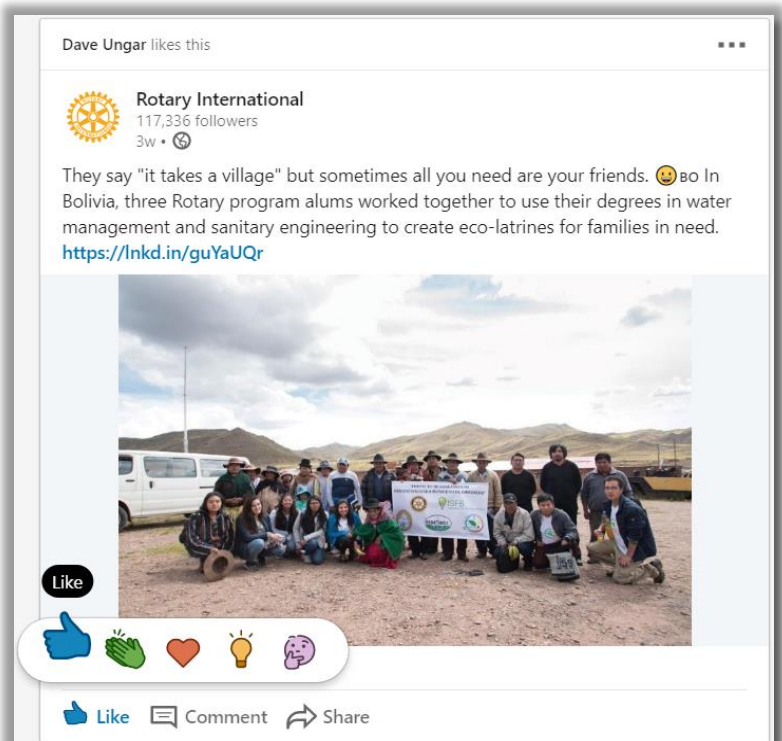 Dave Ungar likes this
Rotary International
117,336 followers
3w •
They say "it takes a village" but sometimes all you need are your friends. 😀 BO In
Bolivia, three Rotary program alums worked together to use their degrees in water
management and sanitary engineering to create eco-latrines for families in need.
https://lnkd.in/guYaUQr
ISF
Like
Like
Comment
Share